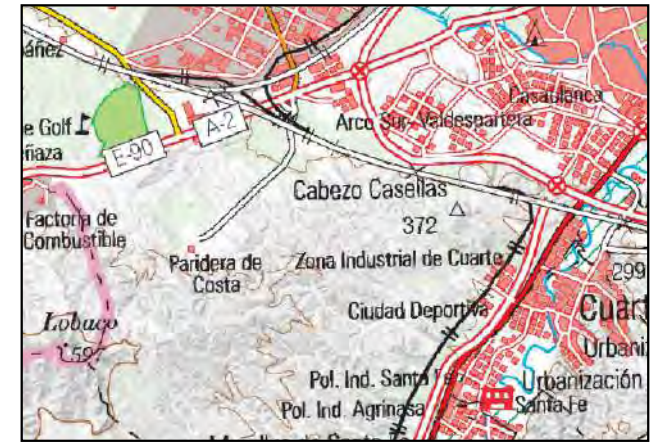 áñez
e Golf
ñaza
E-90
A-2
Arco Sur-Valdespartera
Casablanca
Cabezo Casellas
372
Factoría de
Combustible
Paridera de
Costa
Zona Industrial de Cuarte
299
Lobaco
Ciudad Deportiva
Cuart
Urbani
59
Pol. Ind. Santa Fe
Urbanización
Santa Fe
Pol. Ind. Agrinasa